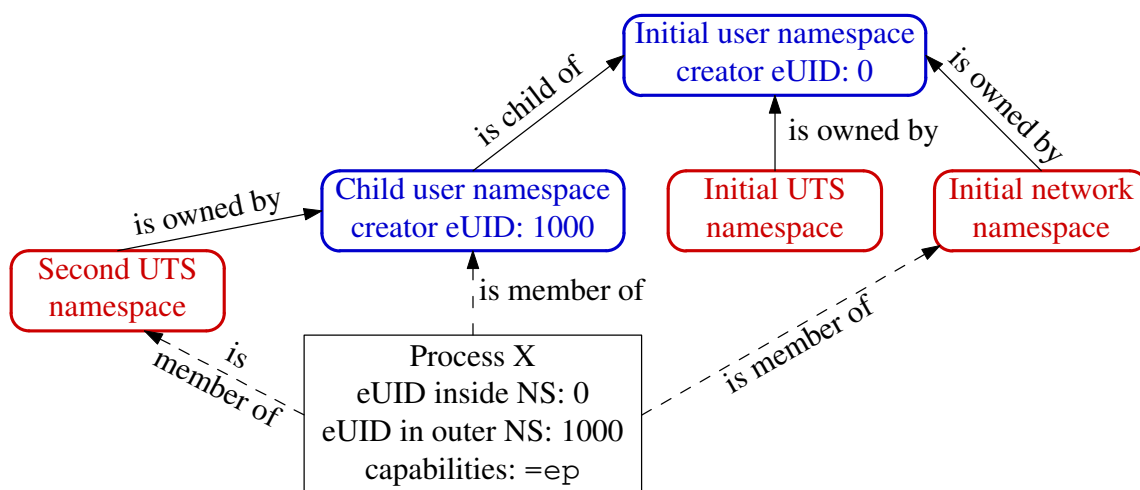 Initial user namespace
creator eUID: 0
is child of
is owned by
is owned by
Child user namespace
creator eUID: 1000
Initial UTS
namespace
Initial network
namespace
is owned by
Second UTS
namespace
is member of
is member of
is
member of
Process X
eUID inside NS: 0
eUID in outer NS: 1000
capabilities: =ep